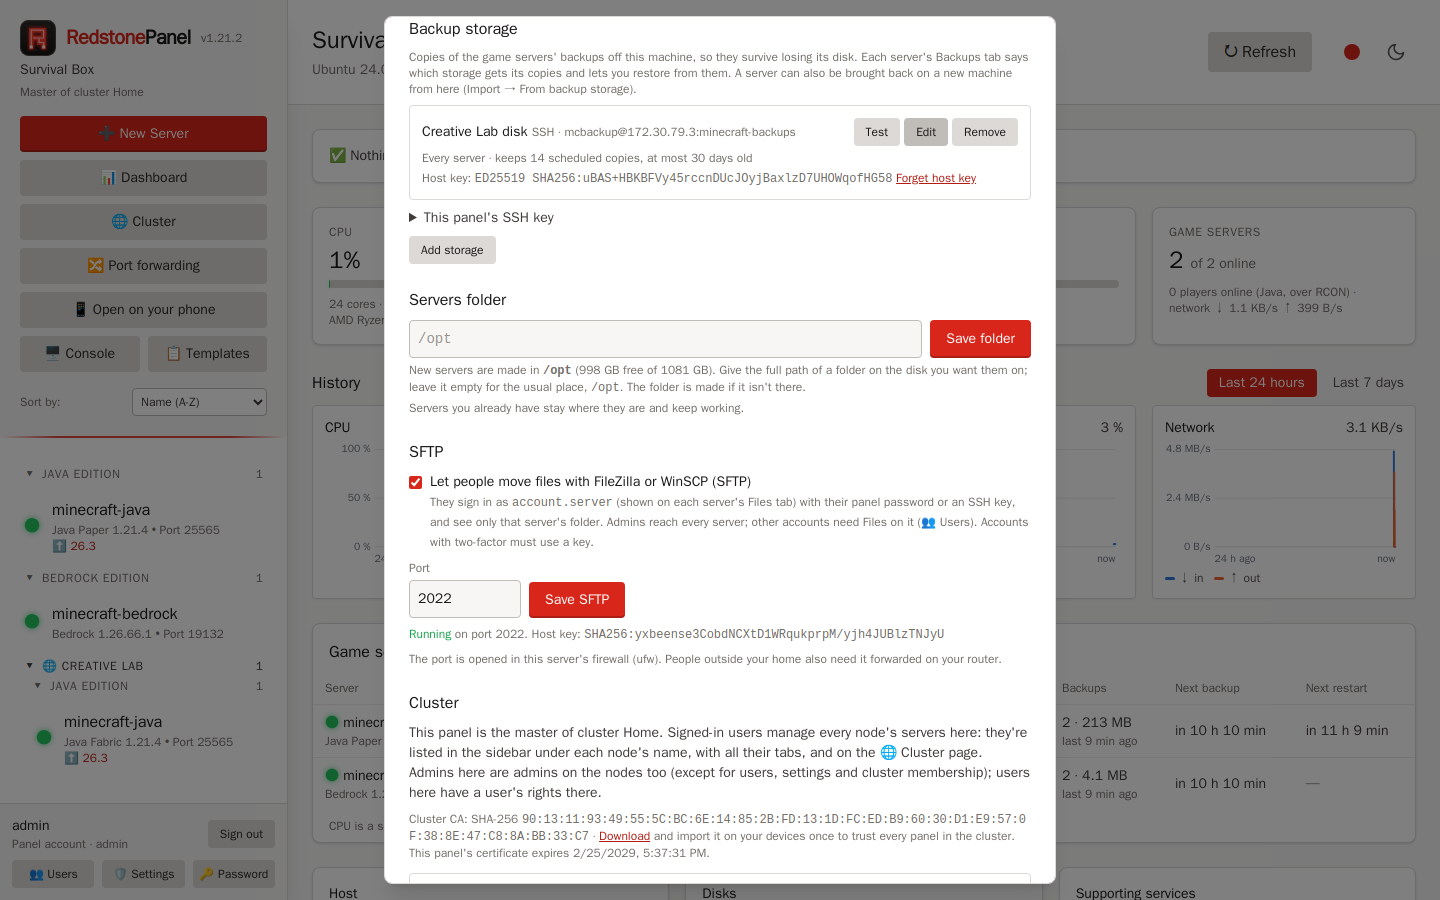 RedstonePanel v1.21.2
Survival Box
Master of cluster Home
➕ New Server
📊 Dashboard
🌐 Cluster
🔀 Port forwarding
📱 Open on your phone
🖥️ Console
📋 Templates
Sort by:
Name (A-Z)
JAVA EDITION 1
minecraft-java
Java Paper 1.21.4 • Port 25565
⬆️ 26.3
BEDROCK EDITION 1
minecraft-bedrock
Bedrock 1.26.66.1 • Port 19132
🌐 CREATIVE LAB 1
JAVA EDITION 1
minecraft-java
Java Fabric 1.21.4 • Port 25565
⬆️ 26.3
admin
Panel account · admin
Sign out
👥 Users
🛡️ Settings
🔑 Password
Surviva
Ubuntu 24.0
Refresh
✅ Nothin
CPU
1%
24 cores ·
AMD Ryzen
GAME SERVERS
2 of 2 online
0 players online (Java, over RCON) ·
network ↓ 1.1 KB/s ↑ 399 B/s
History
Last 24 hours
Last 7 days
CPU
3 %
100 %
50 %
0 %
24
now
Network
3.1 KB/s
4.8 MB/s
2.4 MB/s
0 B/s
24 h ago
now
↓ in
↑ out
Game s
Server
Backups
Next backup
Next restart
minecr
Java Paper
2 · 213 MB
last 9 min ago
in 10 h 10 min
in 11 h 9 min
minecr
Bedrock 1.2
2 · 4.1 MB
last 9 min ago
in 10 h 10 min
—
CPU is a s
Host
Disks
Supporting services
Backup storage
Copies of the game servers' backups off this machine, so they survive losing its disk. Each server's Backups tab says
which storage gets its copies and lets you restore from them. A server can also be brought back on a new machine
from here (Import → From backup storage).
Creative Lab disk SSH · mcbackup@172.30.79.3:minecraft-backups
Test
Edit
Remove
Every server · keeps 14 scheduled copies, at most 30 days old
Host key: ED25519 SHA256:uBAS+HBKBFVy45rccnDUcJOyjBaxlzD7UHOWqofHG58 Forget host key
▶ This panel's SSH key
Add storage
Servers folder
/opt
Save folder
New servers are made in /opt (998 GB free of 1081 GB). Give the full path of a folder on the disk you want them on;
leave it empty for the usual place, /opt. The folder is made if it isn't there.
Servers you already have stay where they are and keep working.
SFTP
Let people move files with FileZilla or WinSCP (SFTP)
They sign in as account.server (shown on each server's Files tab) with their panel password or an SSH key,
and see only that server's folder. Admins reach every server; other accounts need Files on it (👥 Users). Accounts
with two-factor must use a key.
Port
2022
Save SFTP
Running on port 2022. Host key: SHA256:yxbeense3CobdNCXtD1WRqukprpM/yjh4JUBlzTNJyU
The port is opened in this server's firewall (ufw). People outside your home also need it forwarded on your router.
Cluster
This panel is the master of cluster Home. Signed-in users manage every node's servers here: they're
listed in the sidebar under each node's name, with all their tabs, and on the 🌐 Cluster page.
Admins here are admins on the nodes too (except for users, settings and cluster membership); users
here have a user's rights there.
Cluster CA: SHA-256 90:13:11:93:49:55:5C:BC:6E:14:85:2B:FD:13:1D:FC:ED:B9:60:30:D1:E9:57:0
F:38:8E:47:C8:8A:BB:33:C7 · Download and import it on your devices once to trust every panel in the cluster.
This panel's certificate expires 2/25/2029, 5:37:31 PM.